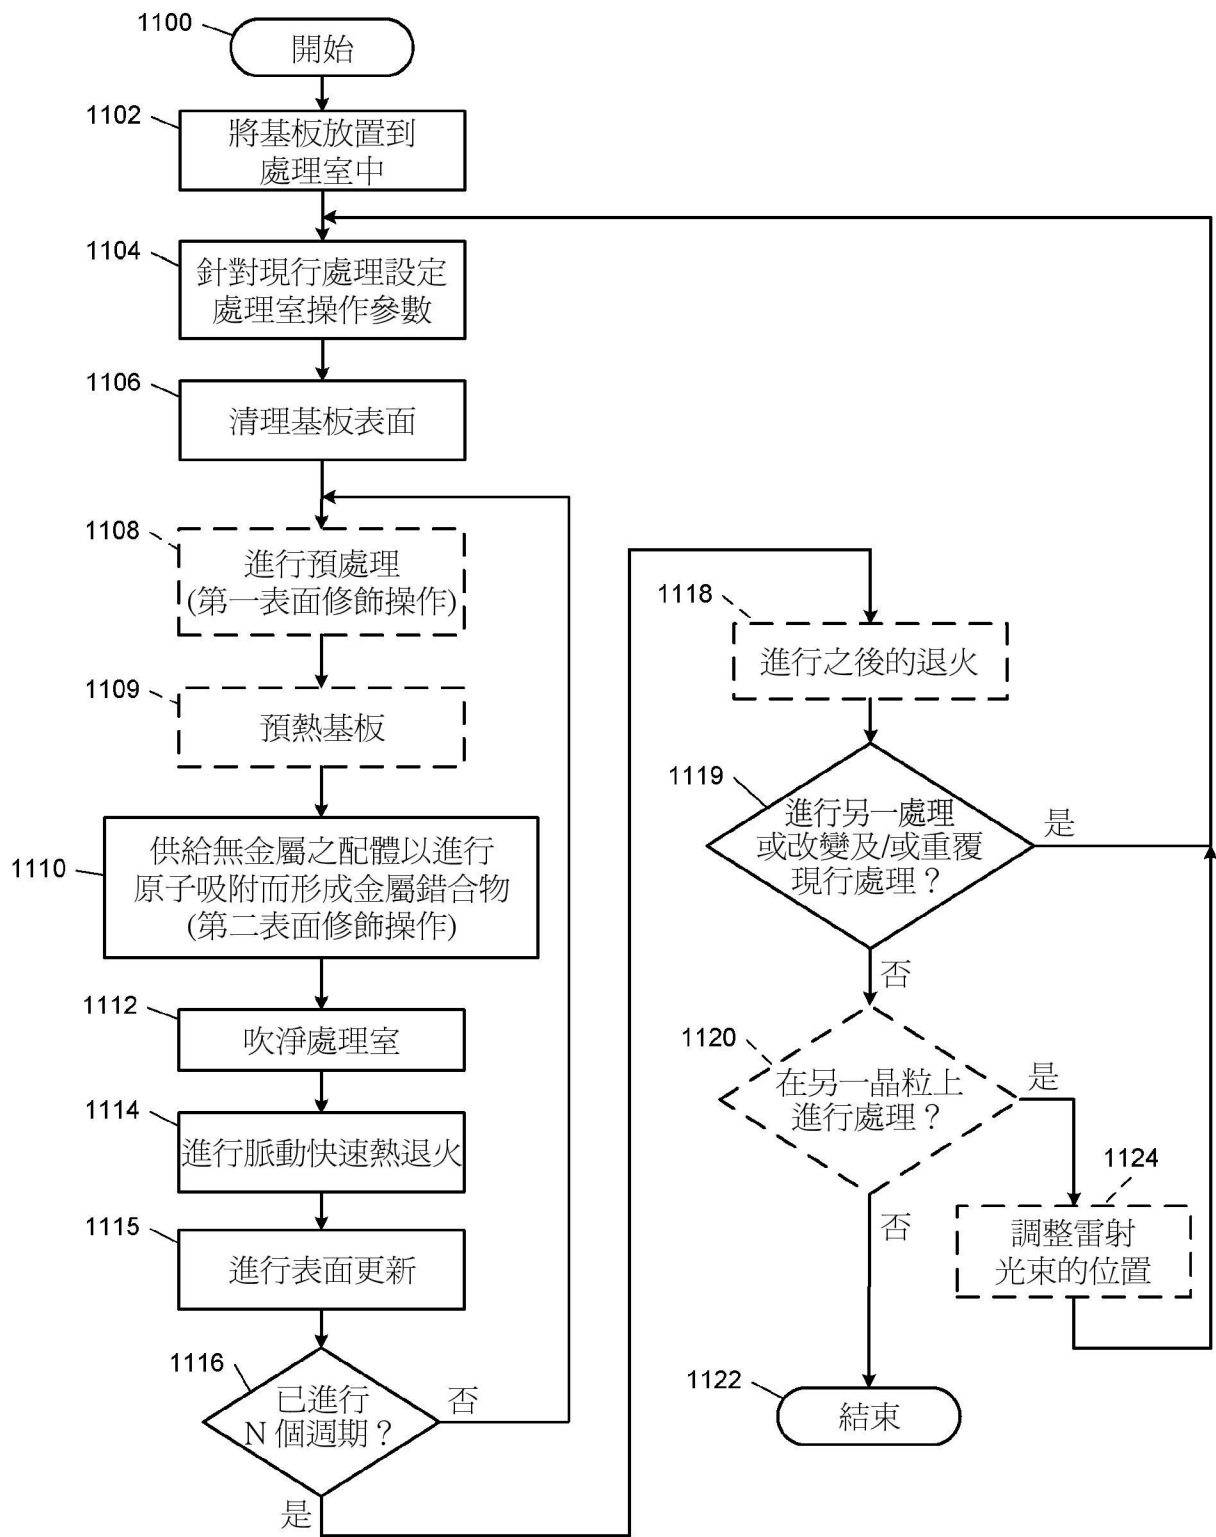 1100
開始
1102
將基板放置到
處理室中
1104
針對現行處理設定
處理室操作參數
1106
清理基板表面
1108
進行預處理
(第一表面修飾操作)
1109
預熱基板
1110
供給無金屬之配體以進行
原子吸附而形成金屬錯合物
(第二表面修飾操作)
1112
吹淨處理室
1114
進行脈動快速熱退火
1115
進行表面更新
1116
已進行
N 個週期？
否
是
1118
進行之後的退火
1119
進行另一處理
或改變及/或重覆
現行處理？
是
否
1120
在另一晶粒上
進行處理？
是
否
1124
調整雷射
光束的位置
1122
結束